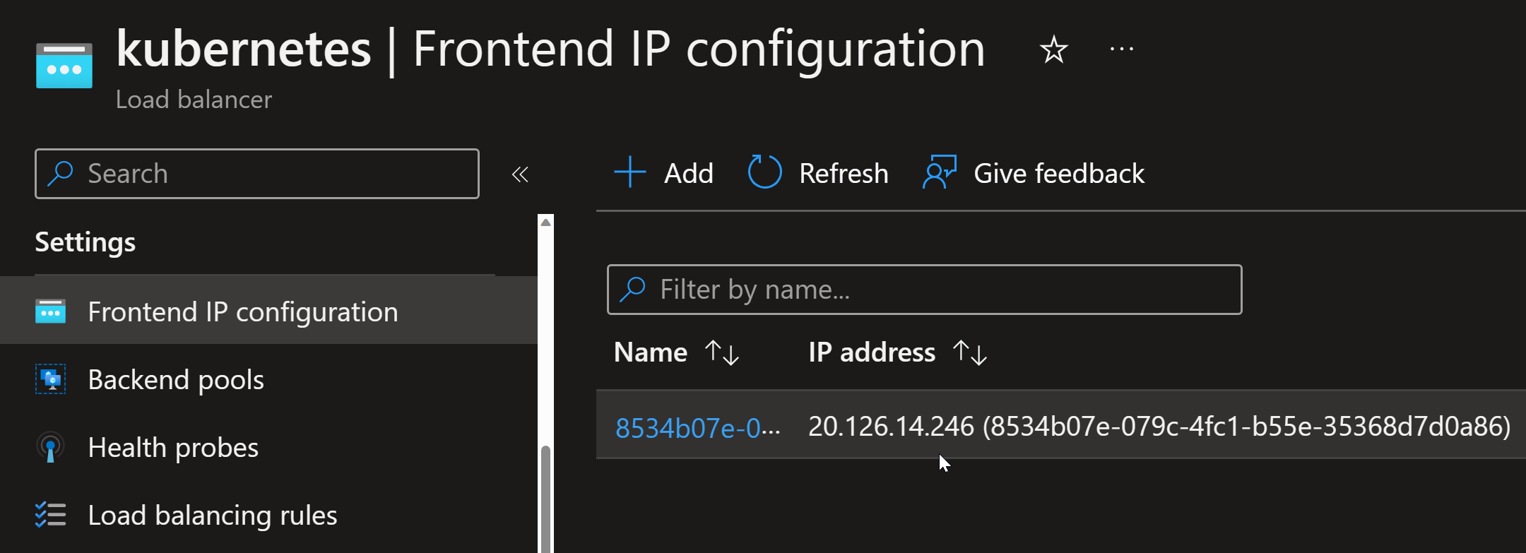 kubernetes | Frontend IP configuration
Load balancer
Search
Settings
Frontend IP configuration
Backend pools
Health probes
Load balancing rules
Add
Refresh
Give feedback
Filter by name...
Name
IP address
8534b07e-0...
20.126.14.246 (8534b07e-079c-4fc1-b55e-35368d7d0a86)